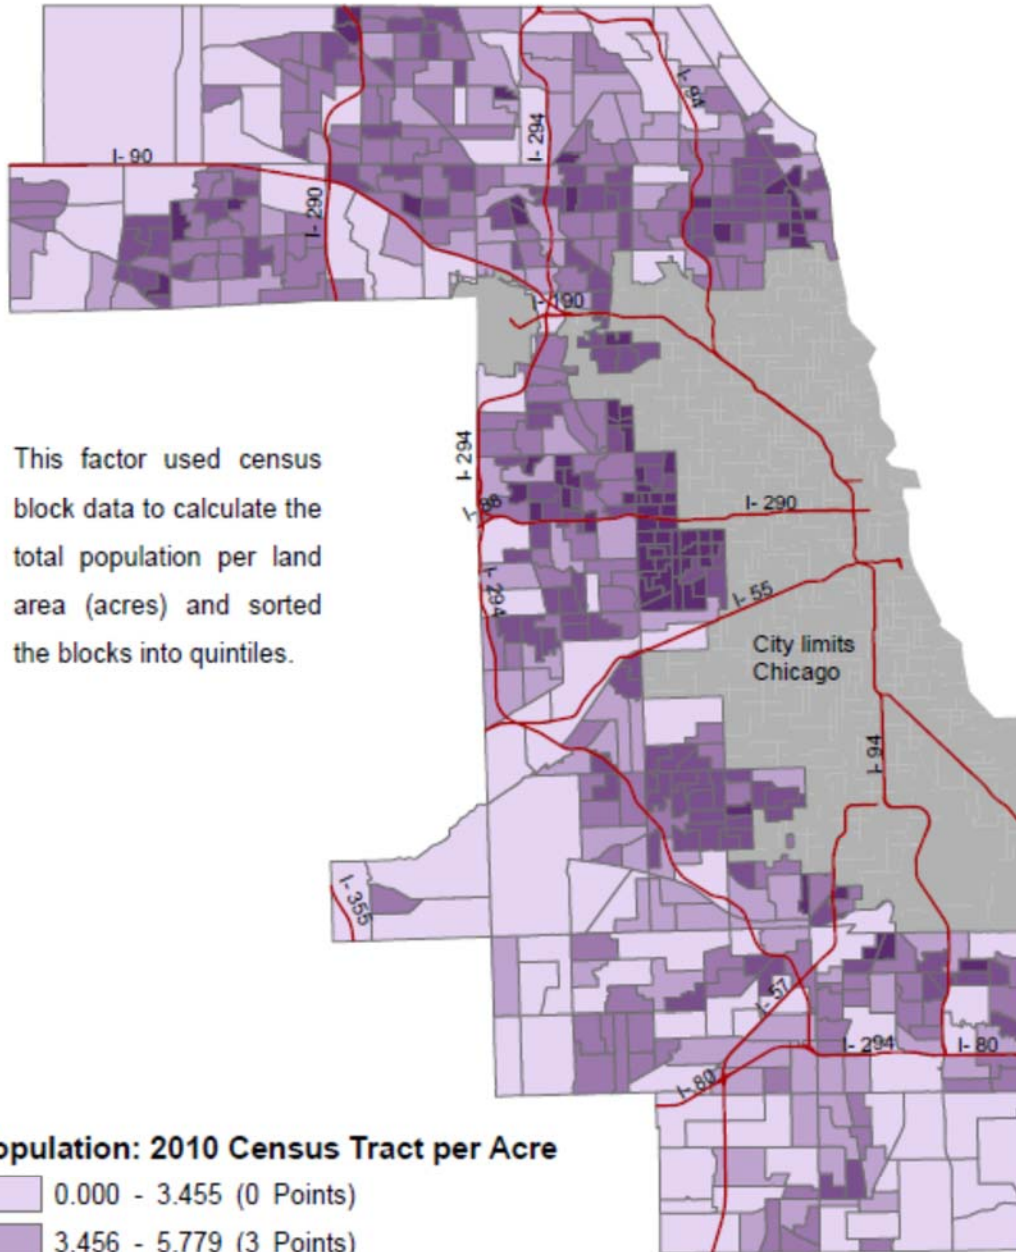 I-94
I-294
I-90
I-290
I-190
This factor used census
block data to calculate the
total population per land
area (acres) and sorted
the blocks into quintiles.
I-294
I-88
I-290
I-294
I-55
City limits
Chicago
I-94
I-355
I-57
I-294
I-80
I-80
opulation: 2010 Census Tract per Acre
0.000 - 3.455 (0 Points)
3.456 - 5.779 (3 Points)